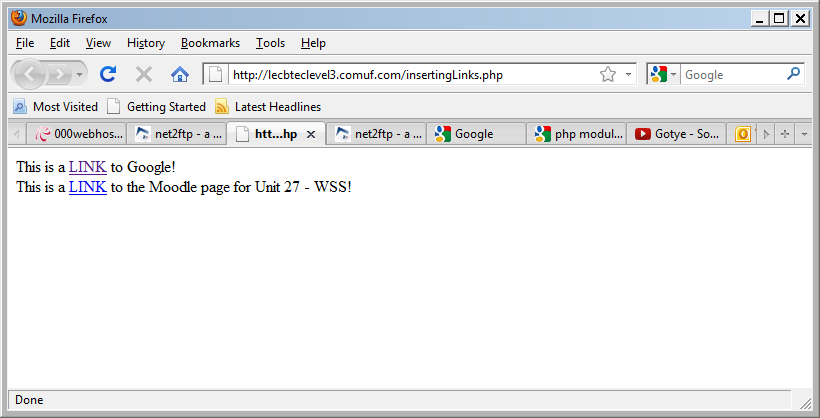 Mozilla Firefox
File Edit View History Bookmarks Tools Help
http://lecbteclevel3.comuf.com/insertingLinks.php Google
Most Visited Getting Started Latest Headlines
000webhos... net2ftp - a ... htt...hp net2ftp - a ... Google php modul... Gotye - So...
This is a LINK to Google!
This is a LINK to the Moodle page for Unit 27 - WSS!
Done